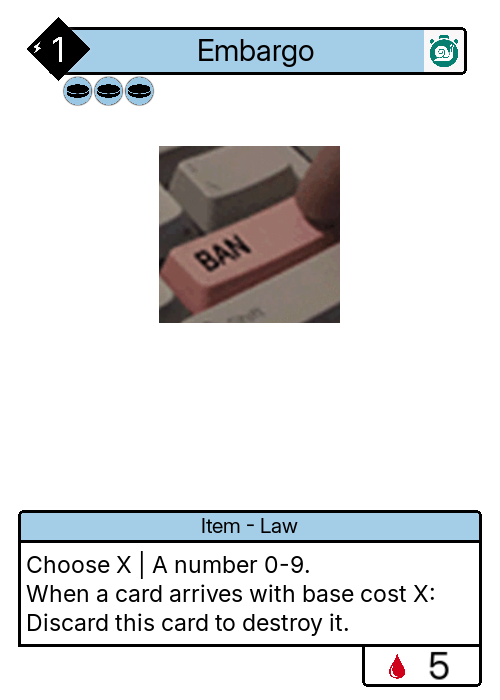 1
Embargo
BAN
Shift
Item - Law
Choose X | A number 0-9.
When a card arrives with base cost X:
Discard this card to destroy it.
5